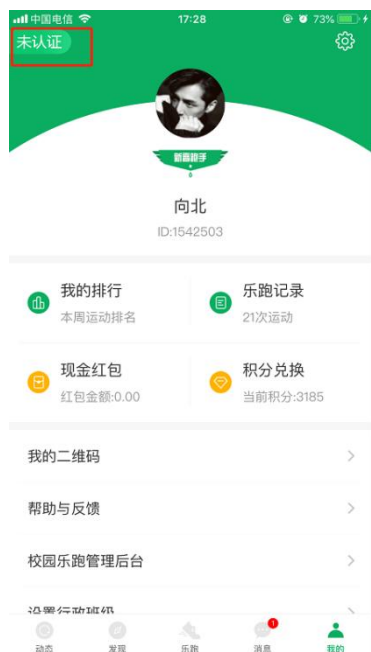 中国电信 17:28 73%
未认证
新晋跑手
向北
ID:1542503
我的排行
本周运动排名
乐跑记录
21次运动
现金红包
红包金额:0.00
积分兑换
当前积分:3185
我的二维码
帮助与反馈
校园乐跑管理后台
设置行政班级
1
动态 发现 乐跑 消息 我的